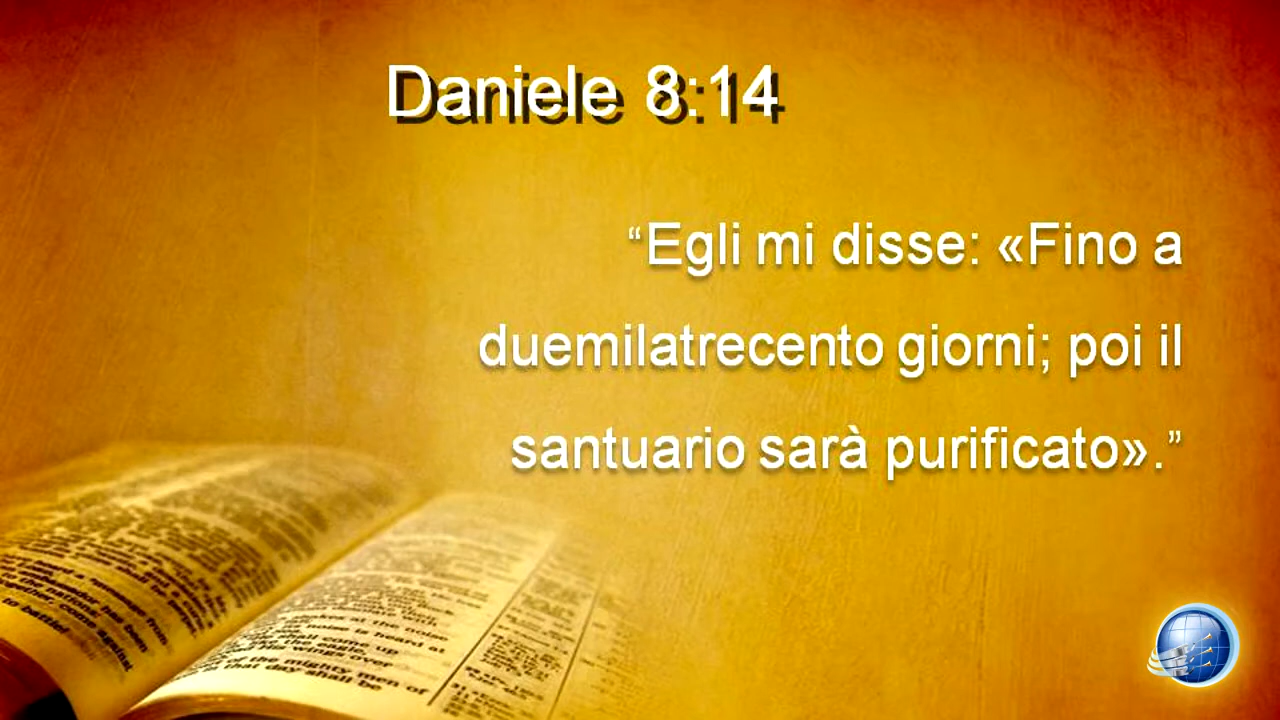 Daniele 8:14
“Egli mi disse: «Fino a
duemilatrecento giorni; poi il
santuario sarà purificato».”